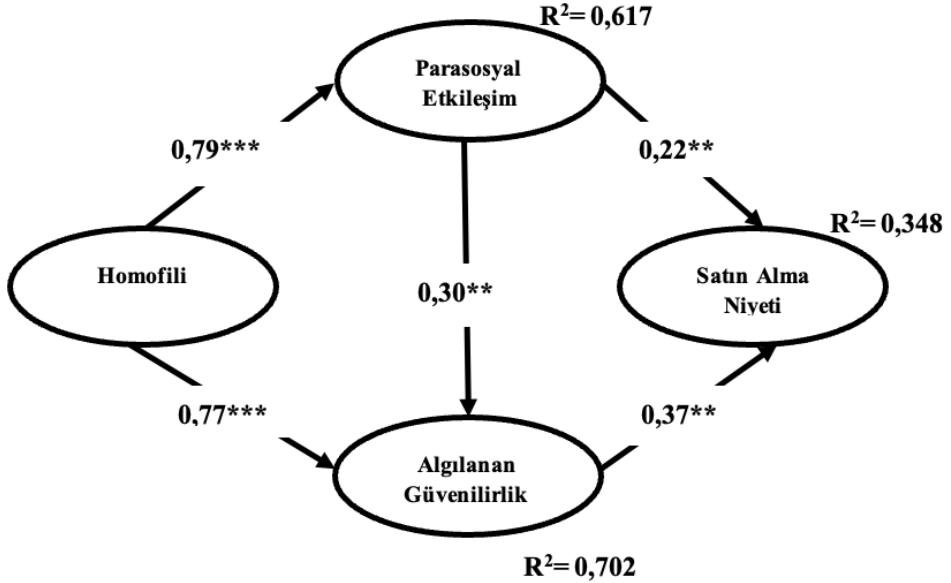 R²= 0,617
Parasosyal
Etkileşim
0,79***
0,22**
R²= 0,348
Homofili
Satın Alma
Niyeti
0,30**
0,77***
0,37**
Algılanan
Güvenilirlik
R²= 0,702